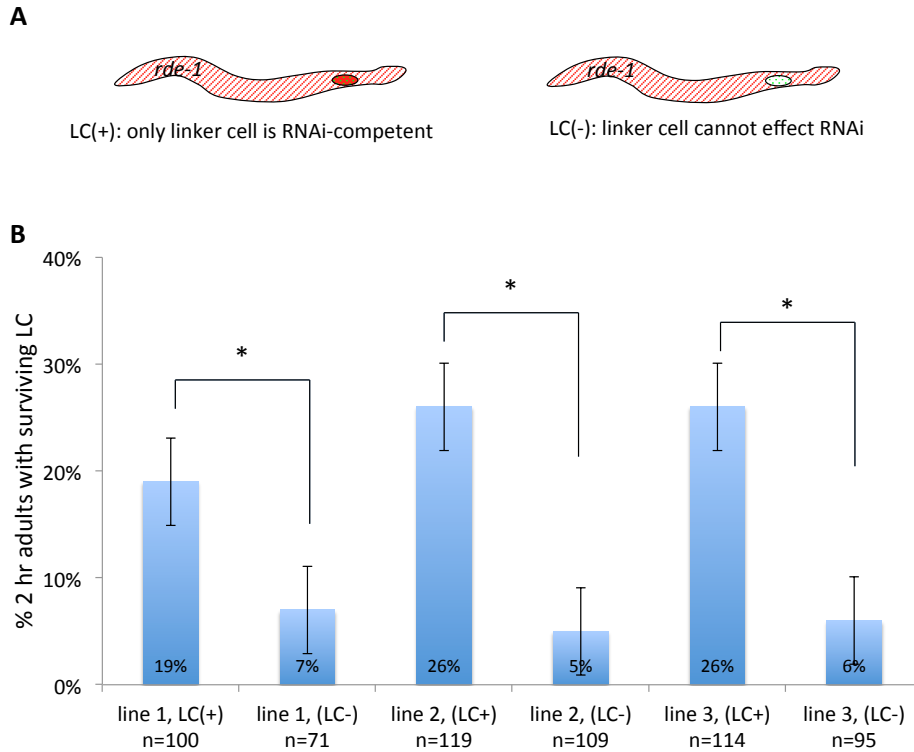 A
rde-1
rde-1
LC(+): only linker cell is RNAi-competent
LC(-): linker cell cannot effect RNAi
B
% 2 hr adults with surviving LC
40%
30%
20%
10%
0%
*
*
*
19%
7%
26%
5%
26%
6%
line 1, LC(+)
n=100
line 1, (LC-)
n=71
line 2, (LC+)
n=119
line 2, (LC-)
n=109
line 3, (LC+)
n=114
line 3, (LC-)
n=95